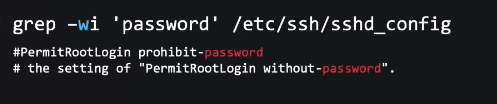 grep –wi 'password' /etc/ssh/sshd_config
#PermitRootLogin prohibit-password
# the setting of "PermitRootLogin without-password".